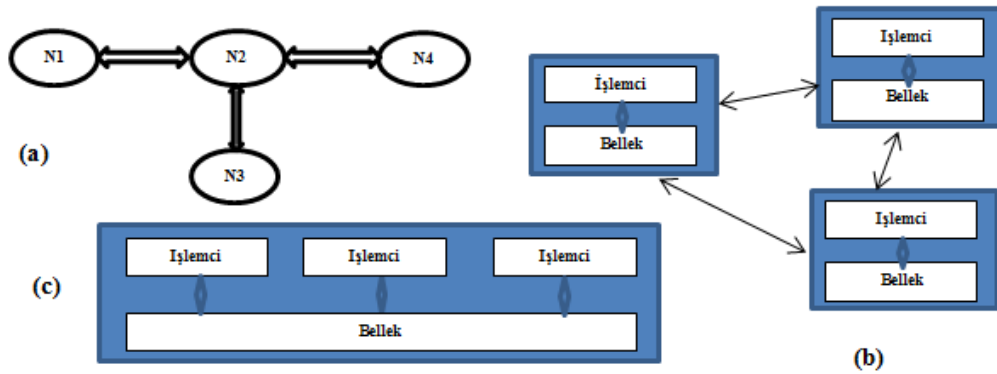 N1
N2
N4
N3
(a)
İşlemci
Bellek
Işlemci
Bellek
Işlemci
Bellek
(b)
Işlemci
Işlemci
Işlemci
Bellek
(c)